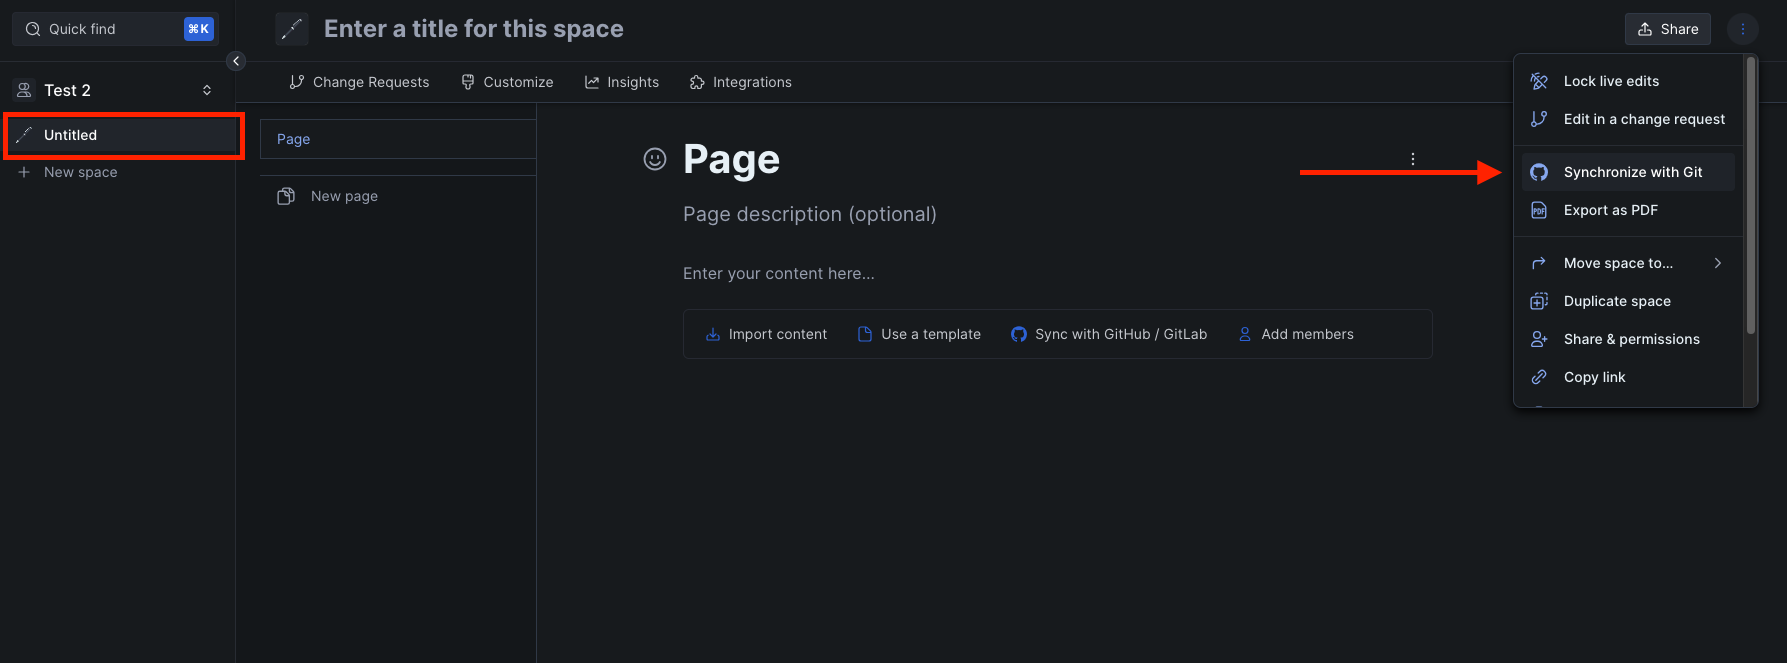 Quick find
⌘K
Enter a title for this space
Share
Test 2
Change Requests
Customize
Insights
Integrations
Untitled
New space
Page
New page
Page
Page description (optional)
Enter your content here...
Import content
Use a template
Sync with GitHub / GitLab
Add members
Lock live edits
Edit in a change request
Synchronize with Git
PDF
Export as PDF
Move space to...
Duplicate space
Share & permissions
Copy link